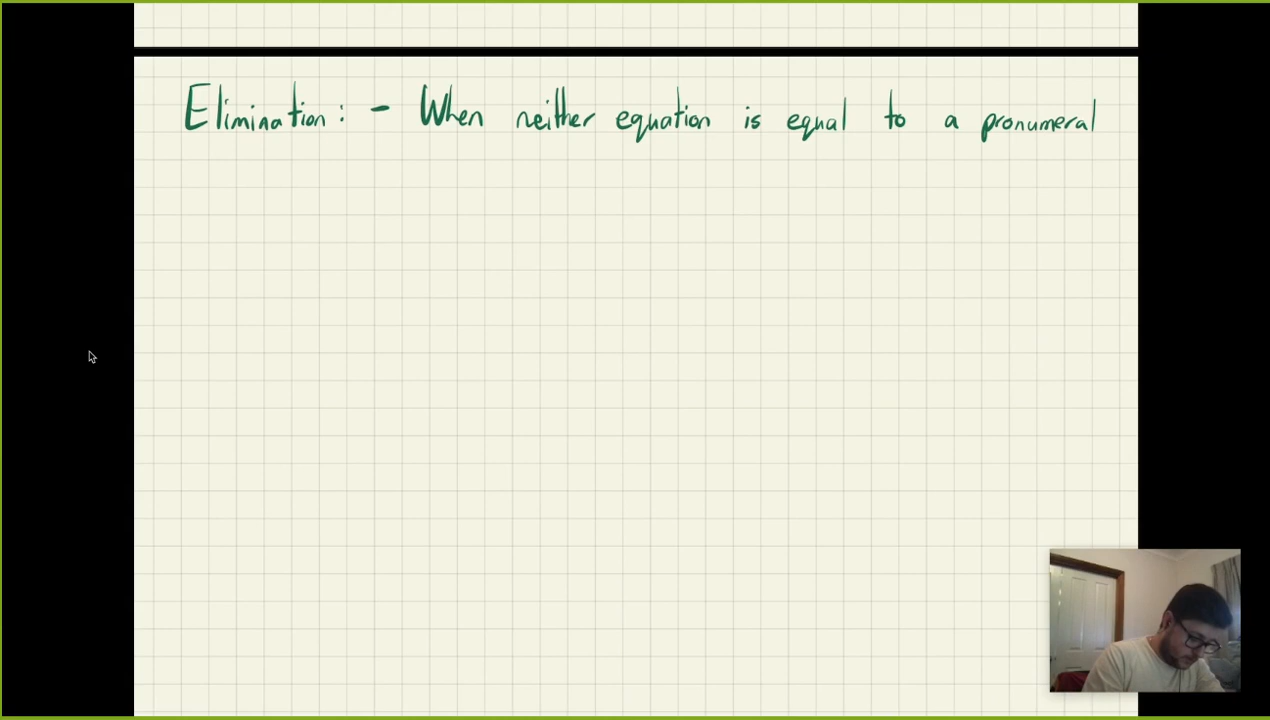 Elimination: - When neither equation is equal to a pronumeral